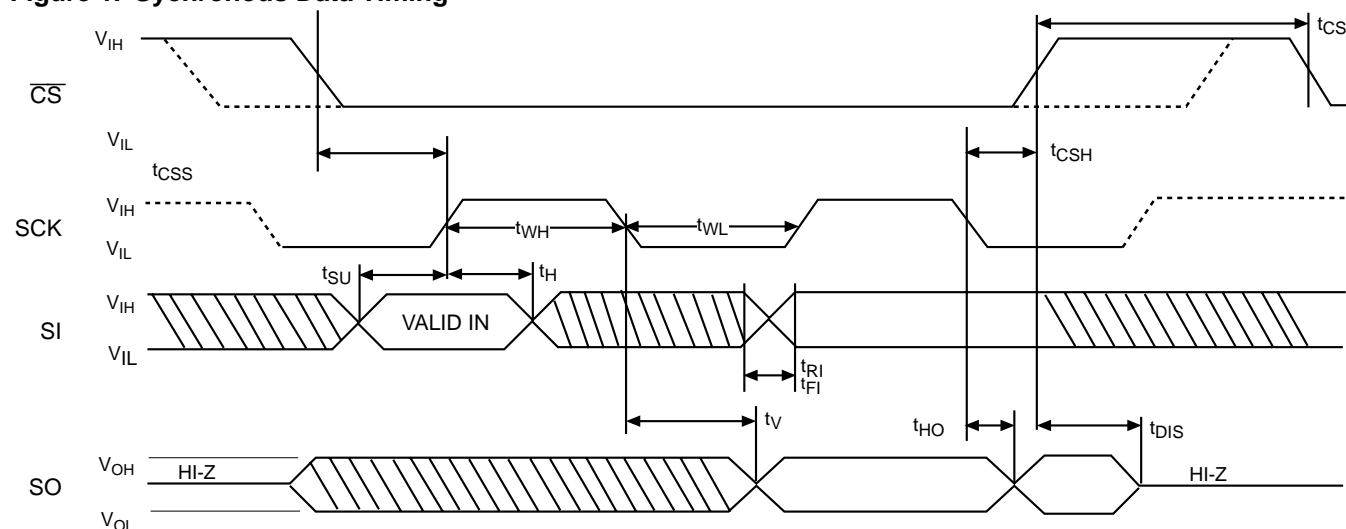 Figure 1. Sychronous Data Timing
VIH
tCS
CS
VIL
tCSS
tCSH
VIH
SCK
tWH
tWL
VIL
tSU
tH
VIH
SI
VALID IN
VIL
tRI
tFI
tV
tHO
tDIS
VOH
HI-Z
HI-Z
SO
VOL